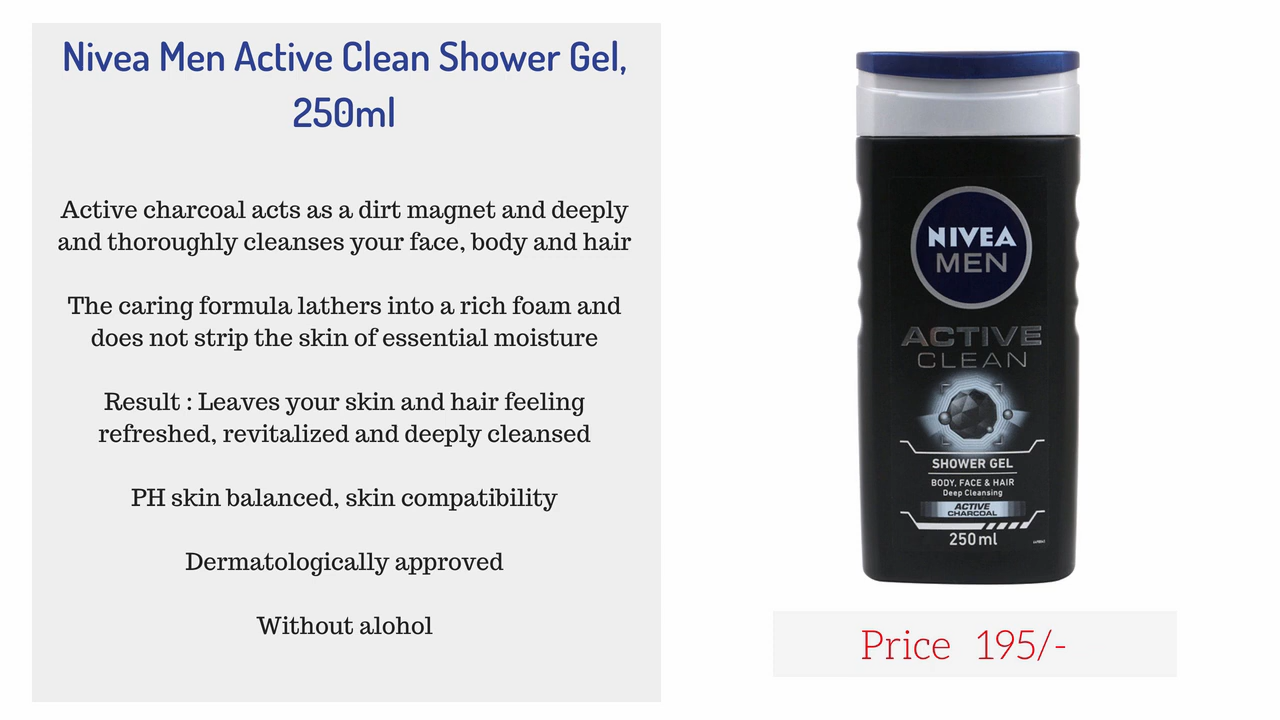 Nivea Men Active Clean Shower Gel,
250ml
Active charcoal acts as a dirt magnet and deeply
and thoroughly cleanses your face, body and hair
The caring formula lathers into a rich foam and
does not strip the skin of essential moisture
Result : Leaves your skin and hair feeling
refreshed, revitalized and deeply cleansed
PH skin balanced, skin compatibility
Dermatologically approved
Without alohol
NIVEA
MEN
ACTIVE
CLEAN
SHOWER GEL
BODY, FACE & HAIR
Deep Cleansing
ACTIVE
CHARCOAL
250ml
Price 195/-